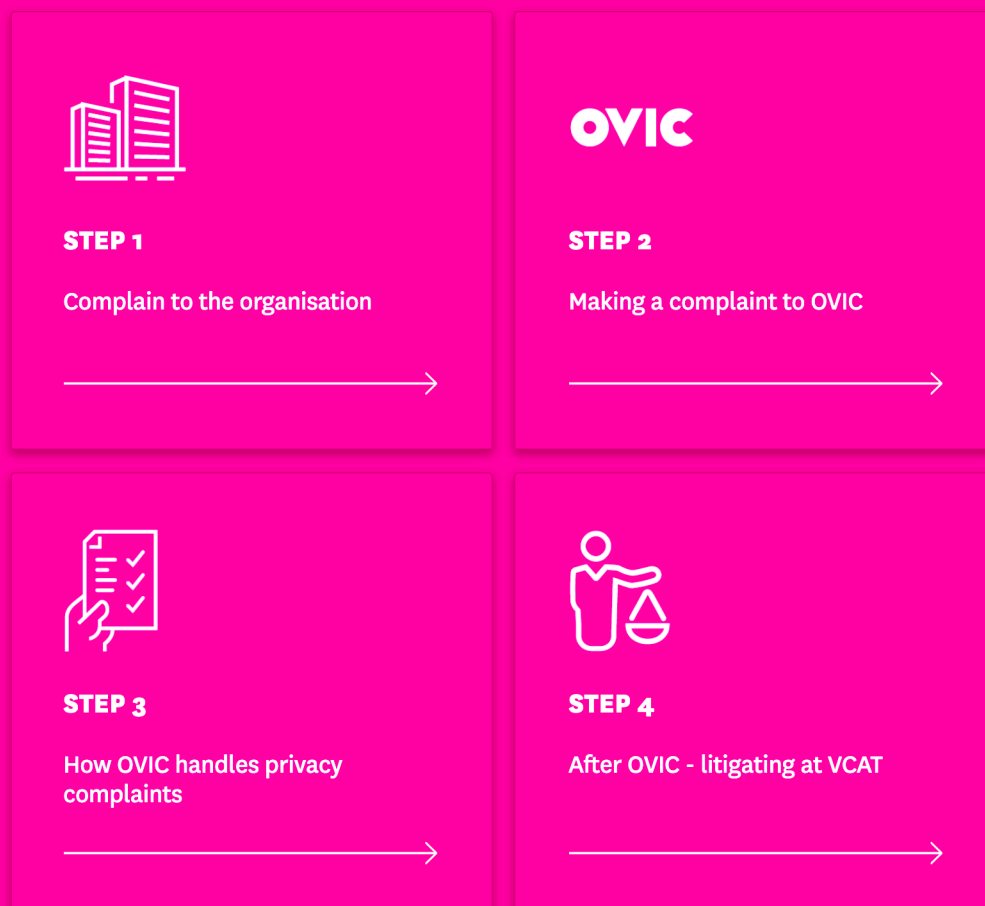 OVIC
STEP 1
STEP 2
Complain to the organisation
Making a complaint to OVIC
STEP 3
STEP 4
How OVIC handles privacy
complaints
After OVIC - litigating at VCAT